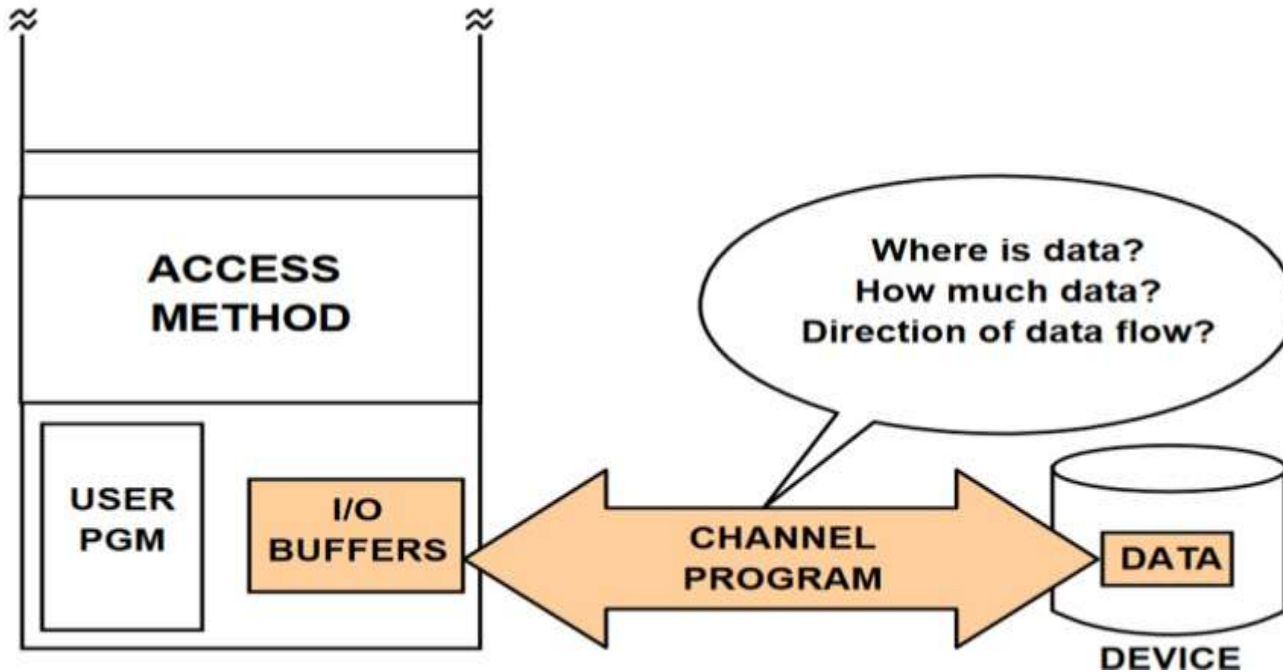 ACCESS
METHOD
USER
PGM
I/O
BUFFERS
Where is data?
How much data?
Direction of data flow?
CHANNEL
PROGRAM
DATA
DEVICE